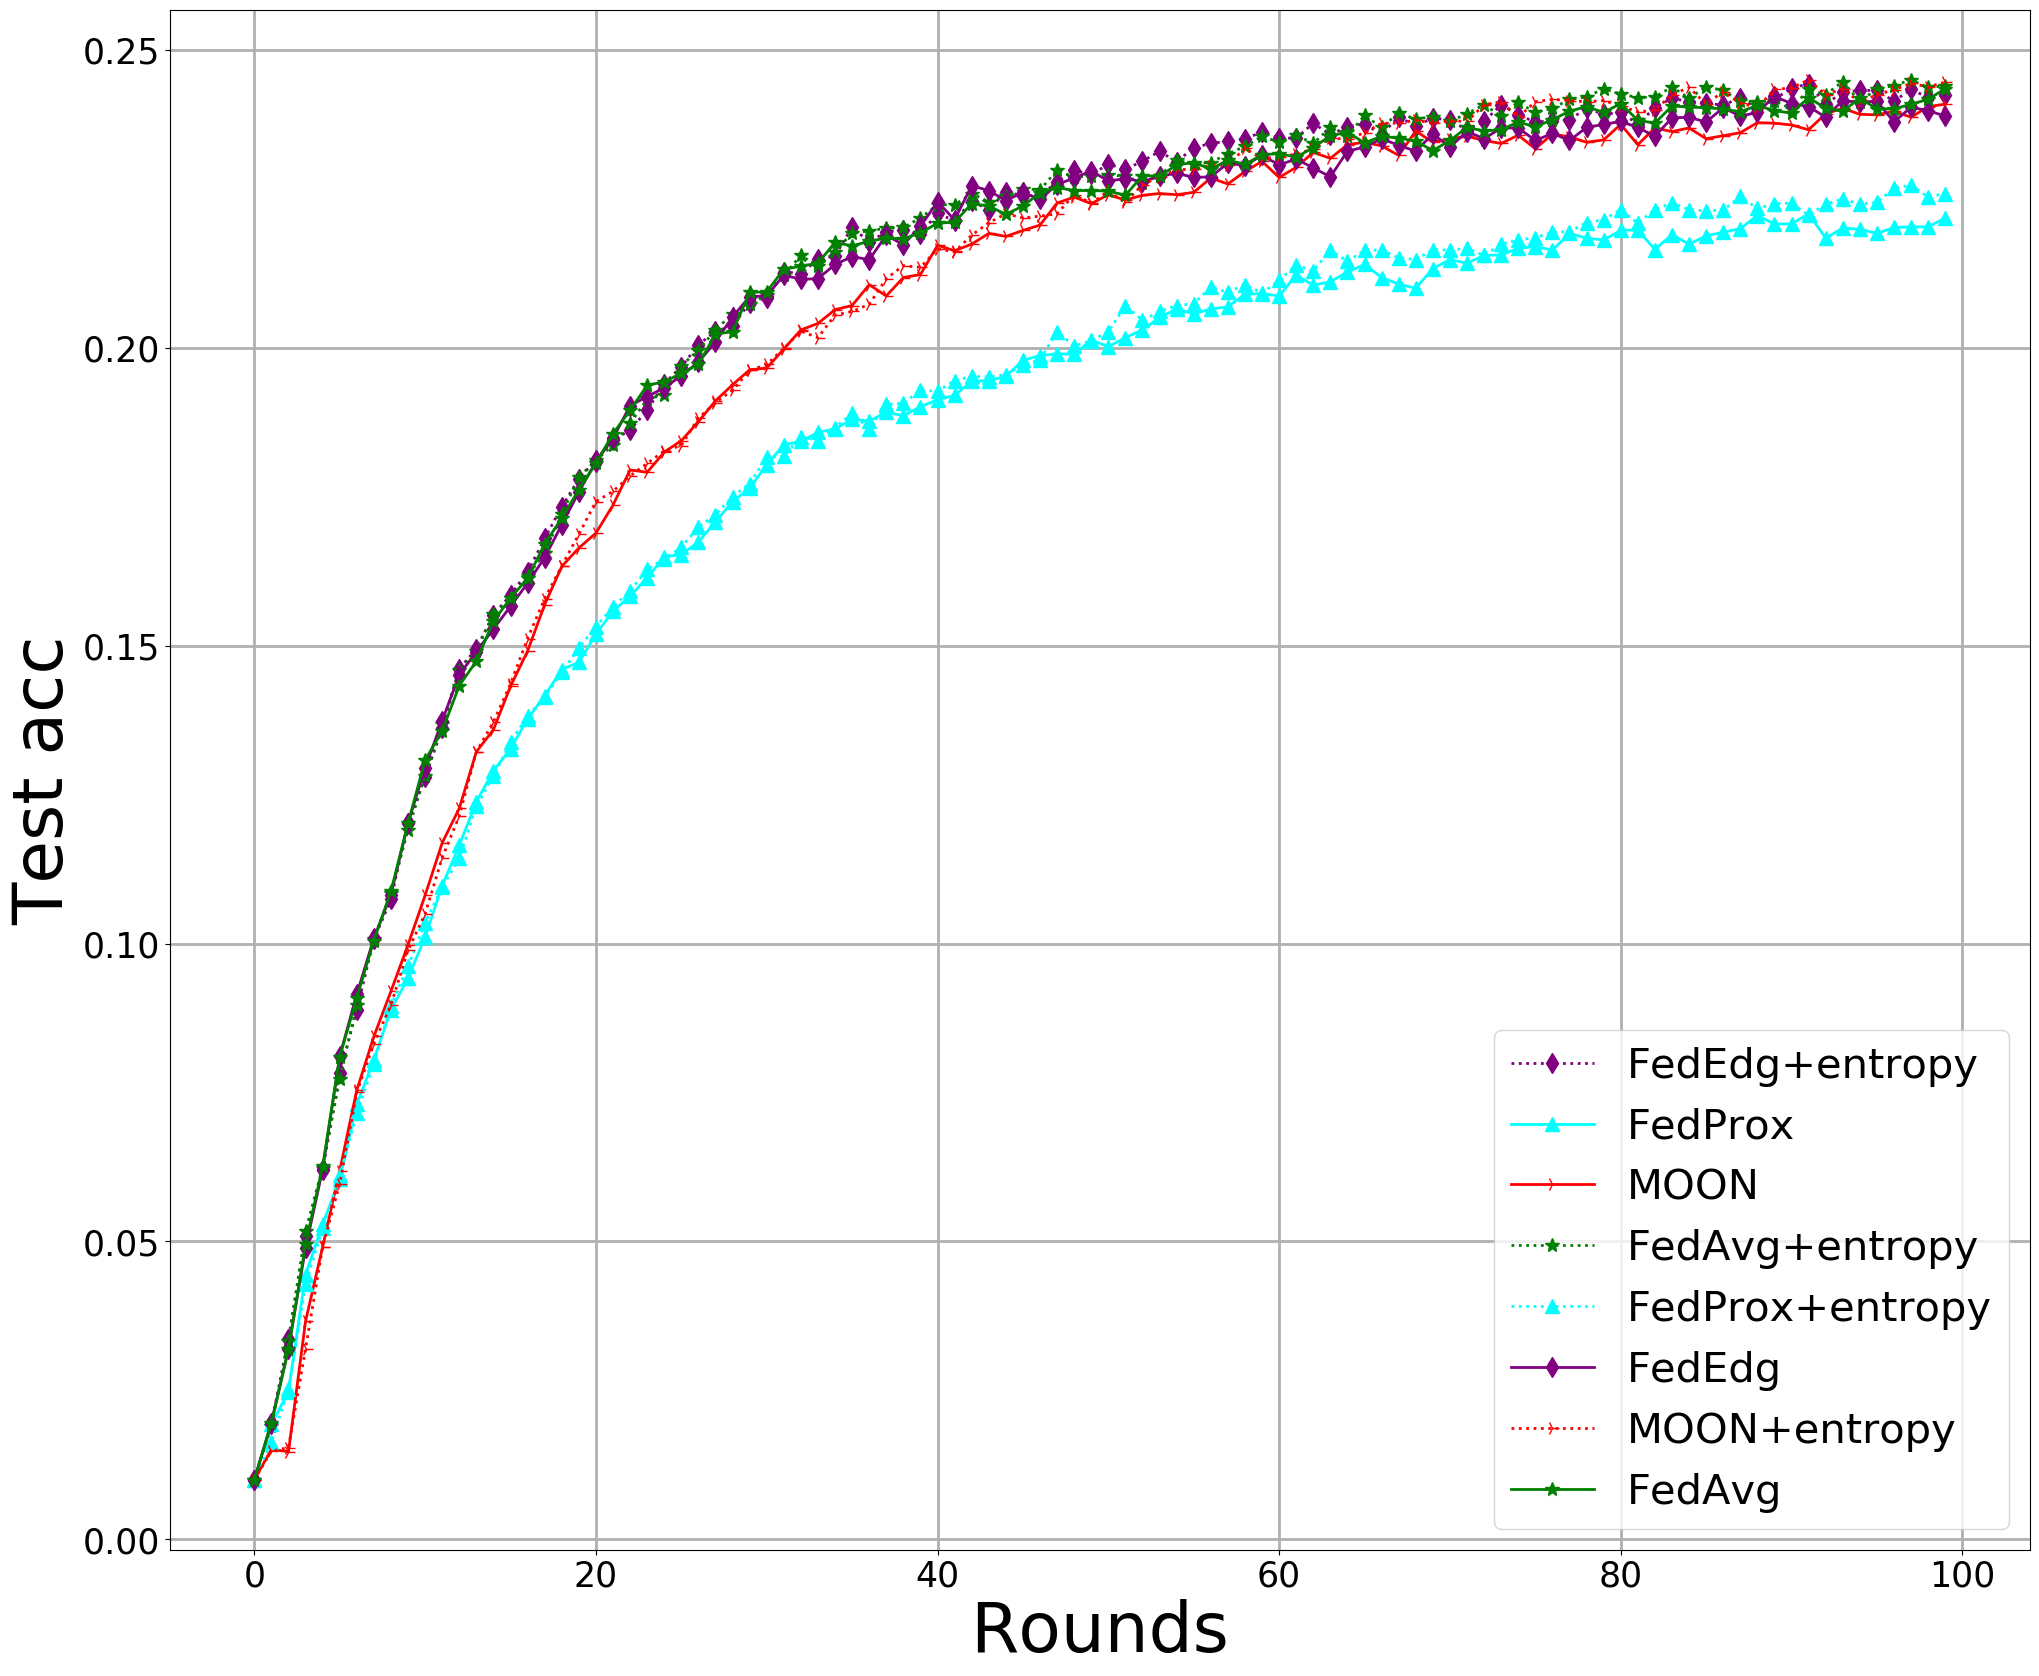 0.25
0.20
0.15
0.10
0.05
0.00
Test acc
0 20 40 60 80 100
Rounds
FedEdg+entropy
FedProx
MOON
FedAvg+entropy
FedProx+entropy
FedEdg
MOON+entropy
FedAvg